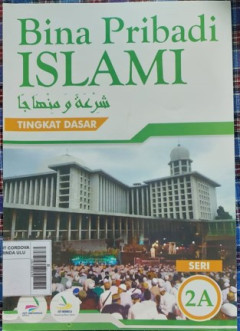 Bina Pribadi
ISLAMI
شرعة و منهاجا
TINGKAT DASAR
SERI
2A